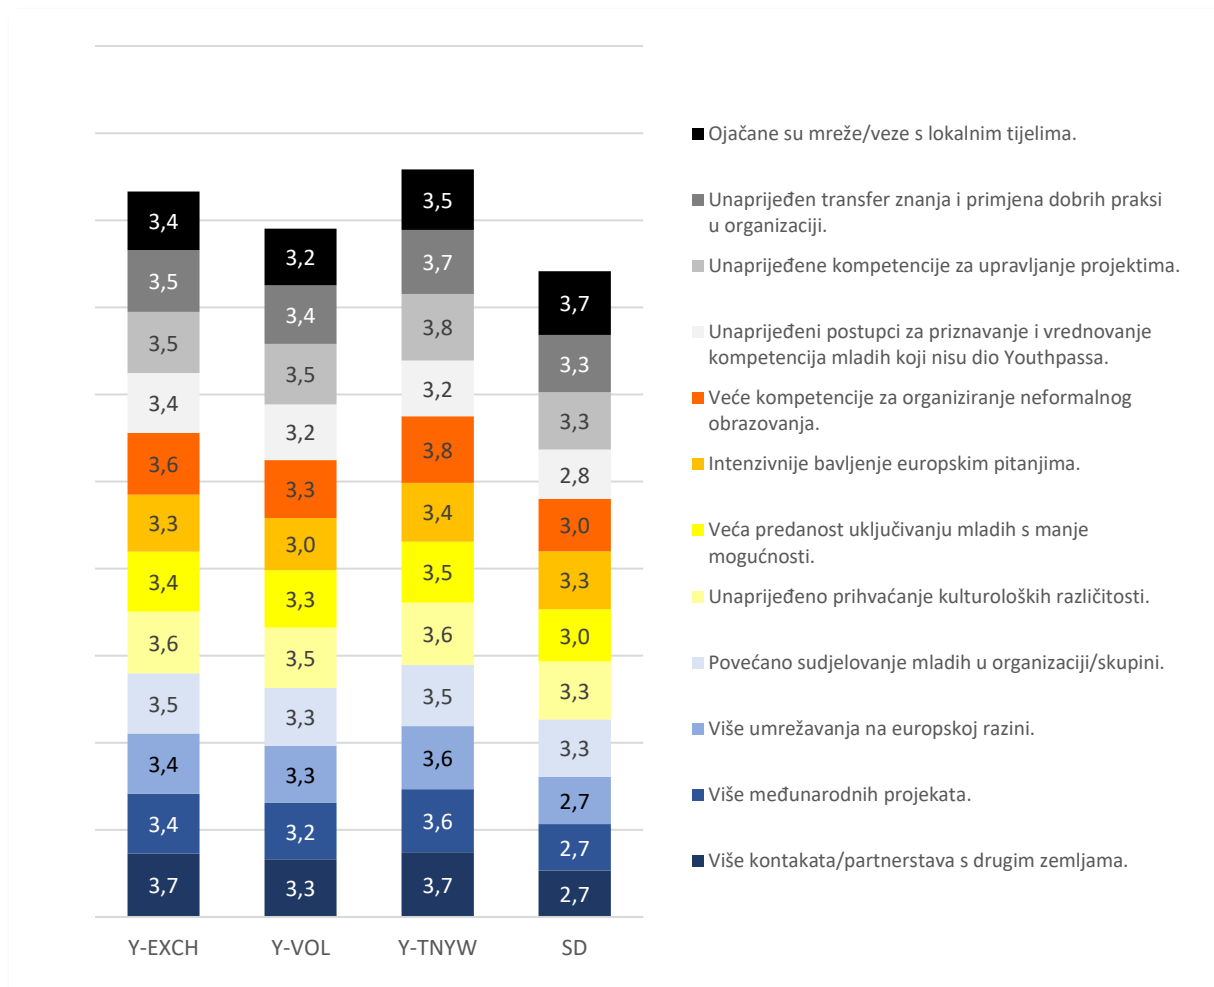 3,4
3,5
3,5
3,4
3,6
3,3
3,4
3,6
3,5
3,4
3,4
3,7
3,2
3,4
3,5
3,2
3,3
3,0
3,3
3,5
3,3
3,3
3,2
3,3
3,5
3,7
3,8
3,2
3,8
3,4
3,5
3,6
3,5
3,6
3,6
3,7
3,7
3,3
3,3
2,8
3,0
3,3
3,0
3,3
3,3
2,7
2,7
2,7
Y-EXCH
Y-VOL
Y-TNYW
SD
Ojačane su mreže/veze s lokalnim tijelima.
Unaprijeđen transfer znanja i primjena dobrih praksi
u organizaciji.
Unaprijeđene kompetencije za upravljanje projektima.
Unaprijeđeni postupci za priznavanje i vrednovanje
kompetencija mladih koji nisu dio Youthpassa.
Veće kompetencije za organiziranje neformalnog
obrazovanja.
Intenzivnije bavljenje europskim pitanjima.
Veća predanost uključivanju mladih s manje
mogućnosti.
Unaprijeđeno prihvaćanje kulturoloških različitosti.
Povećano sudjelovanje mladih u organizaciji/skupini.
Više umrežavanja na europskoj razini.
Više međunarodnih projekata.
Više kontakata/partnerstava s drugim zemljama.